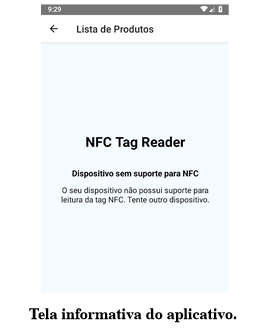 9:29
Lista de Produtos
NFC Tag Reader
Dispositivo sem suporte para NFC
O seu dispositivo não possui suporte para
leitura da tag NFC. Tente outro dispositivo.
Tela informativa do aplicativo.